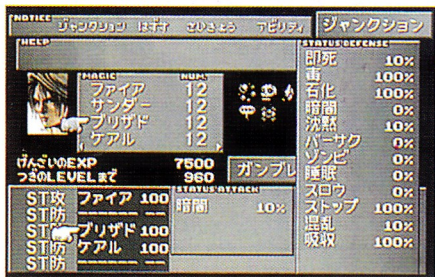 NOTICE
ジャンクション はずす せいきょう アビリティ
ジャンクション
HELP
MAGIC NUM.
ファイア 12
サンダー 12
ブリザド 12
ケアル 12
げんざいのEXP 7500
つぎのLEVELまで 960
ガンブレ
ST攻 ファイア 100
ST防 ------- ---
ST ブリザド 100
ST防 ケアル 100
ST防 ------- ---
STATUS ATTACK
暗闇 10%
STATUS DEFENSE
即死 10%
毒 100%
石化 100%
暗闇 0%
沈黙 10%
バーサク 0%
ゾンビ 0%
睡眠 0%
スロウ 0%
ストップ 100%
混乱 10%
吸収 100%